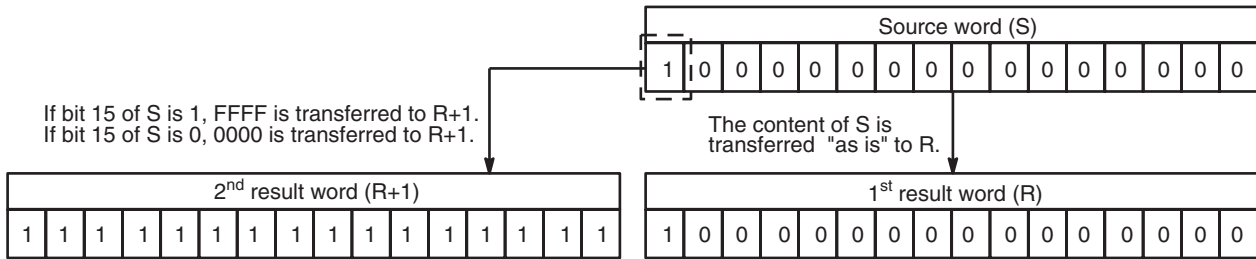 Source word (S)
1 0 0 0 0 0 0 0 0 0 0 0 0 0 0 0
If bit 15 of S is 1, FFFF is transferred to R+1.
If bit 15 of S is 0, 0000 is transferred to R+1.
The content of S is
transferred "as is" to R.
2nd result word (R+1)
1 1 1 1 1 1 1 1 1 1 1 1 1 1 1 1
1st result word (R)
1 0 0 0 0 0 0 0 0 0 0 0 0 0 0 0